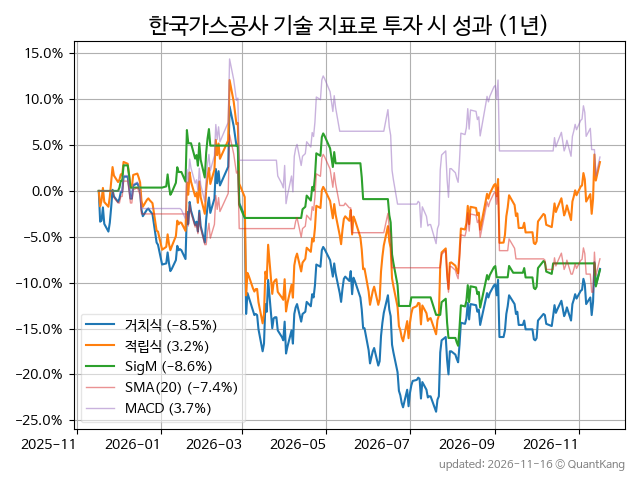 한국가스공사 기술 지표로 투자 시 성과 (1년)
15.0%
10.0%
5.0%
0.0%
−5.0%
−10.0%
−15.0%
−20.0%
−25.0%
거치식 (−8.5%)
적립식 (3.2%)
SigM (−8.6%)
SMA(20) (−7.4%)
MACD (3.7%)
2025-11 2026-01 2026-03 2026-05 2026-07 2026-09 2026-11
updated: 2026-11-16 © QuantKang